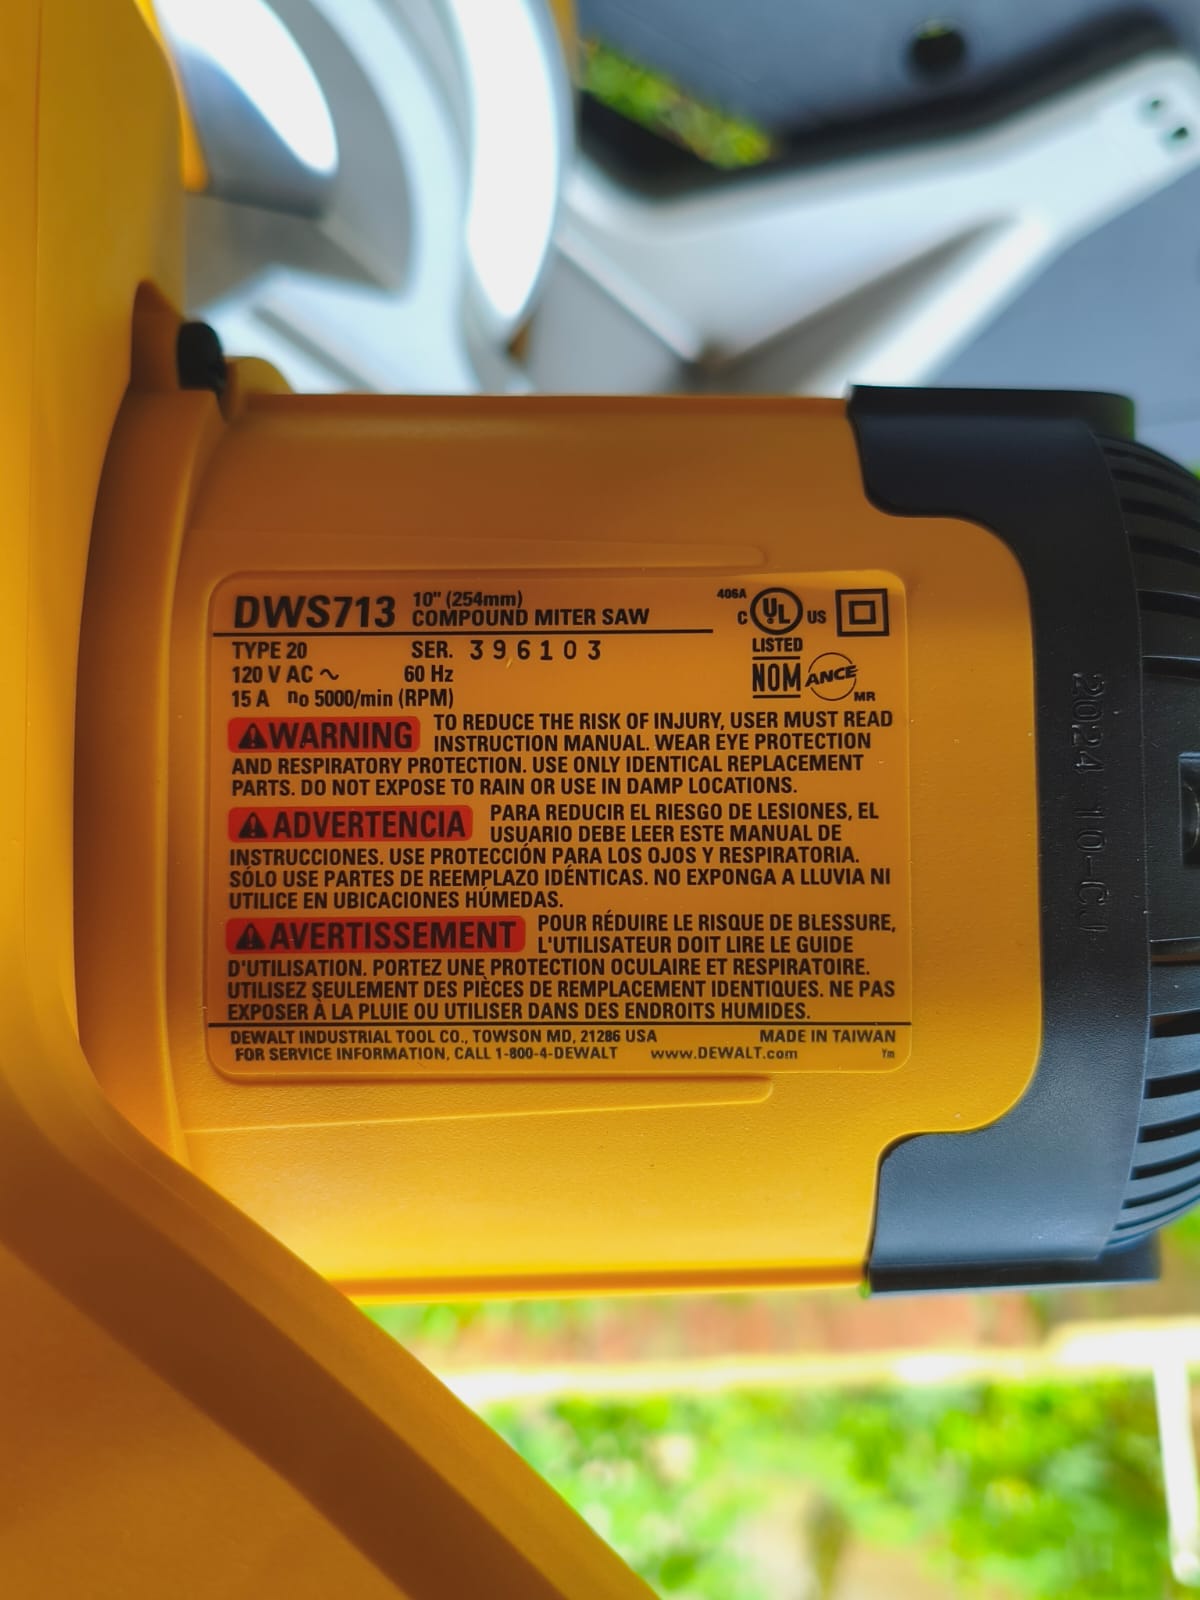 DWS713 10" (254mm)
COMPOUND MITER SAW
406A
C UL US
LISTED
TYPE 20 SER. 396103
120 V AC ~ 60 Hz
15 A no 5000/min (RPM)
NOM ANCE MR
WARNING TO REDUCE THE RISK OF INJURY, USER MUST READ
INSTRUCTION MANUAL. WEAR EYE PROTECTION
AND RESPIRATORY PROTECTION. USE ONLY IDENTICAL REPLACEMENT
PARTS. DO NOT EXPOSE TO RAIN OR USE IN DAMP LOCATIONS.
ADVERTENCIA PARA REDUCIR EL RIESGO DE LESIONES, EL
USUARIO DEBE LEER ESTE MANUAL DE
INSTRUCCIONES. USE PROTECCIÓN PARA LOS OJOS Y RESPIRATORIA.
SÓLO USE PARTES DE REEMPLAZO IDÉNTICAS. NO EXPONGA A LLUVIA NI
UTILICE EN UBICACIONES HÚMEDAS.
AVERTISSEMENT POUR RÉDUIRE LE RISQUE DE BLESSURE,
L'UTILISATEUR DOIT LIRE LE GUIDE
D'UTILISATION. PORTEZ UNE PROTECTION OCULAIRE ET RESPIRATOIRE.
UTILISEZ SEULEMENT DES PIÈCES DE REMPLACEMENT IDENTIQUES. NE PAS
EXPOSER À LA PLUIE OU UTILISER DANS DES ENDROITS HUMIDES.
DEWALT INDUSTRIAL TOOL CO., TOWSON MD, 21286 USA MADE IN TAIWAN
FOR SERVICE INFORMATION, CALL 1-800-4-DEWALT www.DEWALT.com Ym
2024 10-CJ